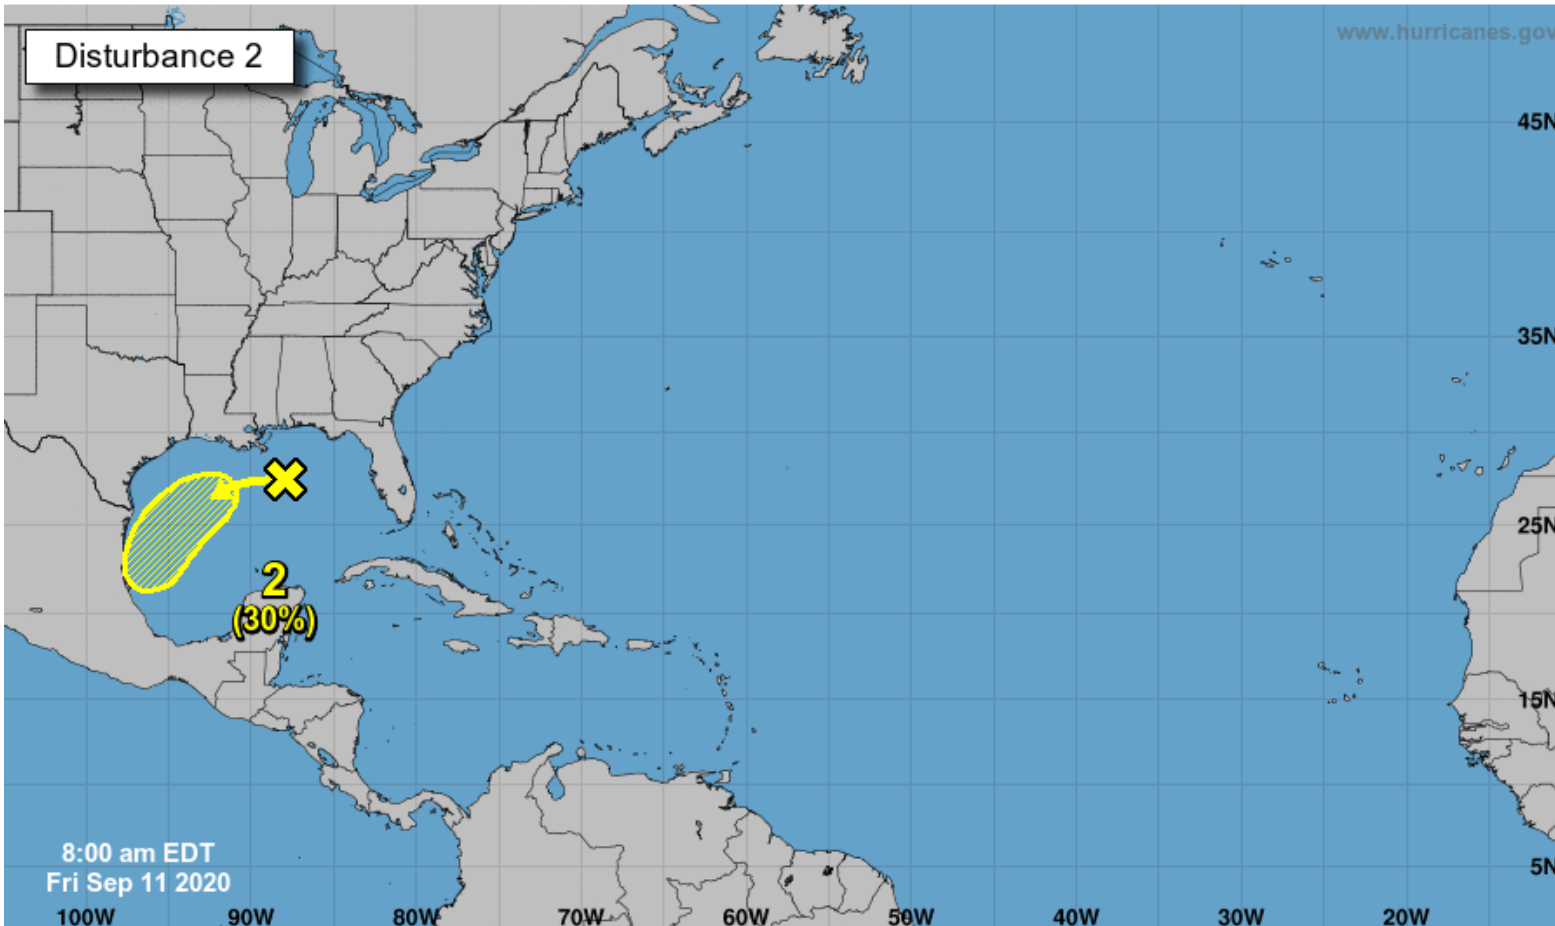 Disturbance 2
www.hurricanes.gov
45N
35N
25N
2
(30%)
15N
8:00 am EDT
Fri Sep 11 2020
5N
100W 90W 80W 70W 60W 50W 40W 30W 20W